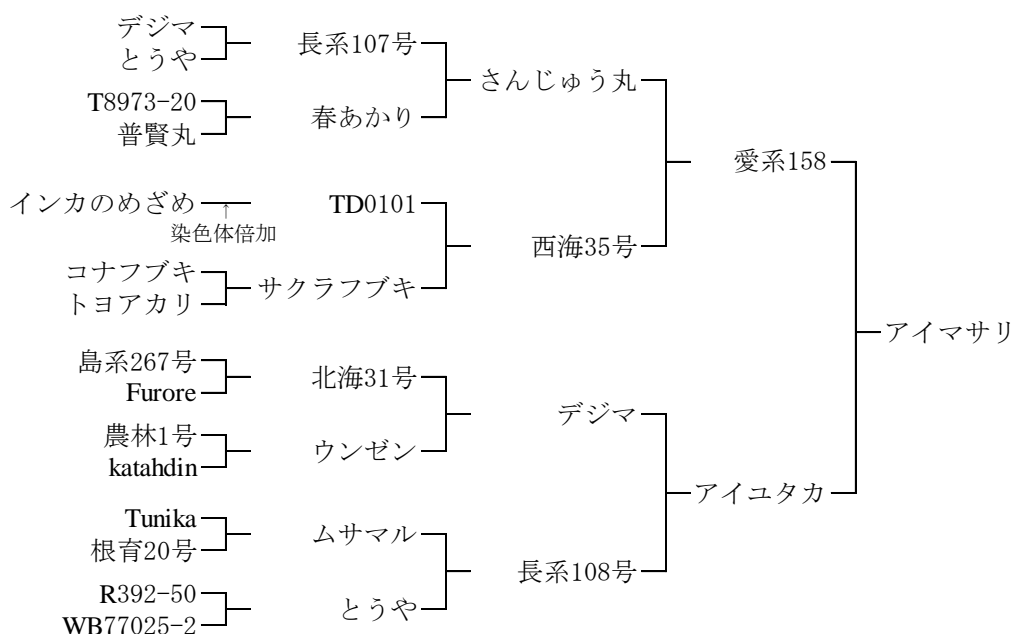 デジマ
とうや
長系107号
さんじゅう丸
T8973-20
普賢丸
春あかり
愛系158
インカのめざめ
↑
染色体倍加
TD0101
西海35号
コナフブキ
トヨアカリ
サクラフブキ
アイマサリ
島系267号
Furore
北海31号
デジマ
農林1号
katahdin
ウンゼン
アイユタカ
Tunika
根育20号
ムサマル
長系108号
R392-50
WB77025-2
とうや